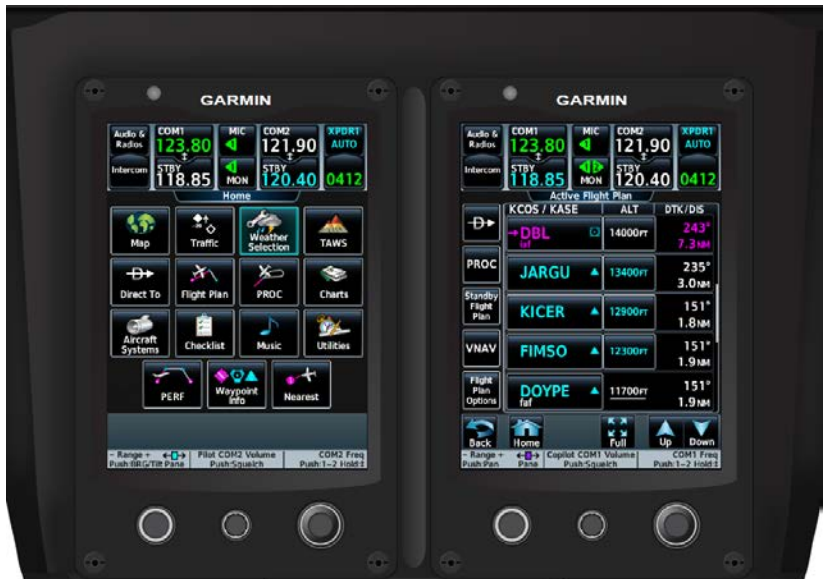 GARMIN
Audio & Radios
COM1
123.80
MIC
COM2
121.90
XPDR1
AUTO
Intercom
STBY
118.85
MON
STBY
120.40
0412
Home
Map
Traffic
Weather Selection
TAWS
Direct To
Flight Plan
PROC
Charts
Aircraft Systems
Checklist
Music
Utilities
PERF
Waypoint Info
Nearest
- Range +
Push:BRG/Tilt Pane
Pilot COM2 Volume
Push:Squelch
COM2 Freq
Push:1-2 Hold:↕
GARMIN
Audio & Radios
COM1
123.80
MIC
COM2
121.90
XPDR1
AUTO
Intercom
STBY
118.85
MON
STBY
120.40
0412
Active Flight Plan
KCOS / KASE
ALT
DTK/DIS
DBL
iaf
14000FT
243°
7.3NM
PROC
JARGU
13400FT
235°
3.0NM
Standby Flight Plan
KICER
12900FT
151°
1.8NM
VNAV
FIMSO
12300FT
151°
1.9NM
Flight Plan Options
DOYPE
faf
11700FT
151°
1.9NM
Back
Home
Full
Up
Down
- Range +
Push:Pan
Pane
Copilot COM1 Volume
Push:Squelch
COM1 Freq
Push:1-2 Hold:↕